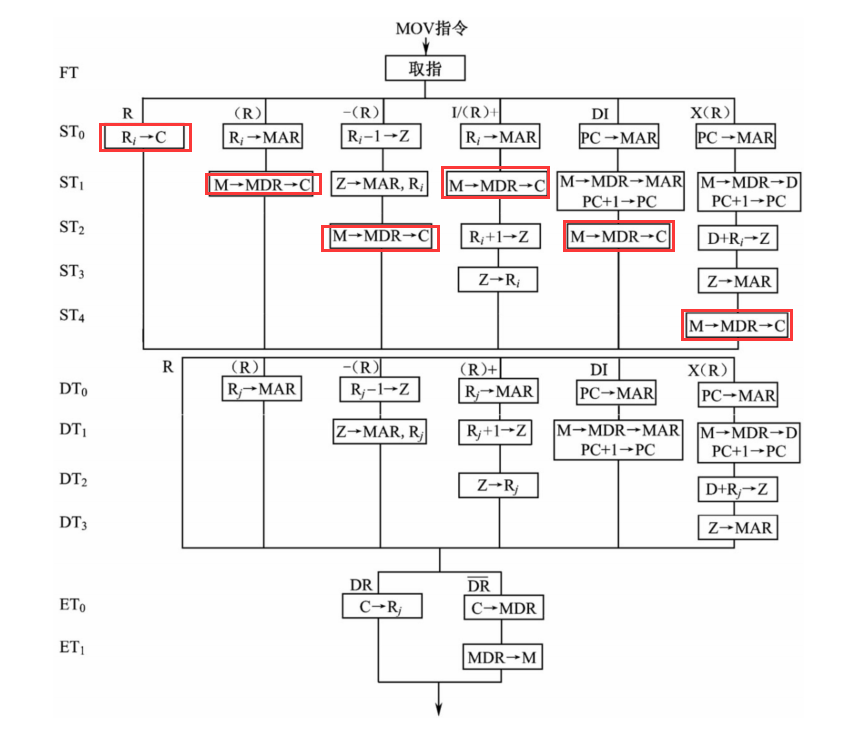 MOV指令
FT 取指
R (R) -(R) I/(R)+ DI X(R)
ST₀ Rᵢ→C Rᵢ→MAR Rᵢ-1→Z Rᵢ→MAR PC→MAR PC→MAR
ST₁ M→MDR→C Z→MAR, Rᵢ M→MDR→C M→MDR→MAR M→MDR→D
PC+1→PC PC+1→PC
ST₂ M→MDR→C Rᵢ+1→Z M→MDR→C D+Rᵢ→Z
ST₃ Z→Rᵢ Z→MAR
ST₄ M→MDR→C
R (R) -(R) (R)+ DI X(R)
DT₀ Rⱼ→MAR Rⱼ-1→Z Rⱼ→MAR PC→MAR PC→MAR
DT₁ Z→MAR, Rⱼ Rⱼ+1→Z M→MDR→MAR M→MDR→D
PC+1→PC PC+1→PC
DT₂ Z→Rⱼ D+Rⱼ→Z
DT₃ Z→MAR
DR D̅R̅
ET₀ C→Rⱼ C→MDR
ET₁ MDR→M